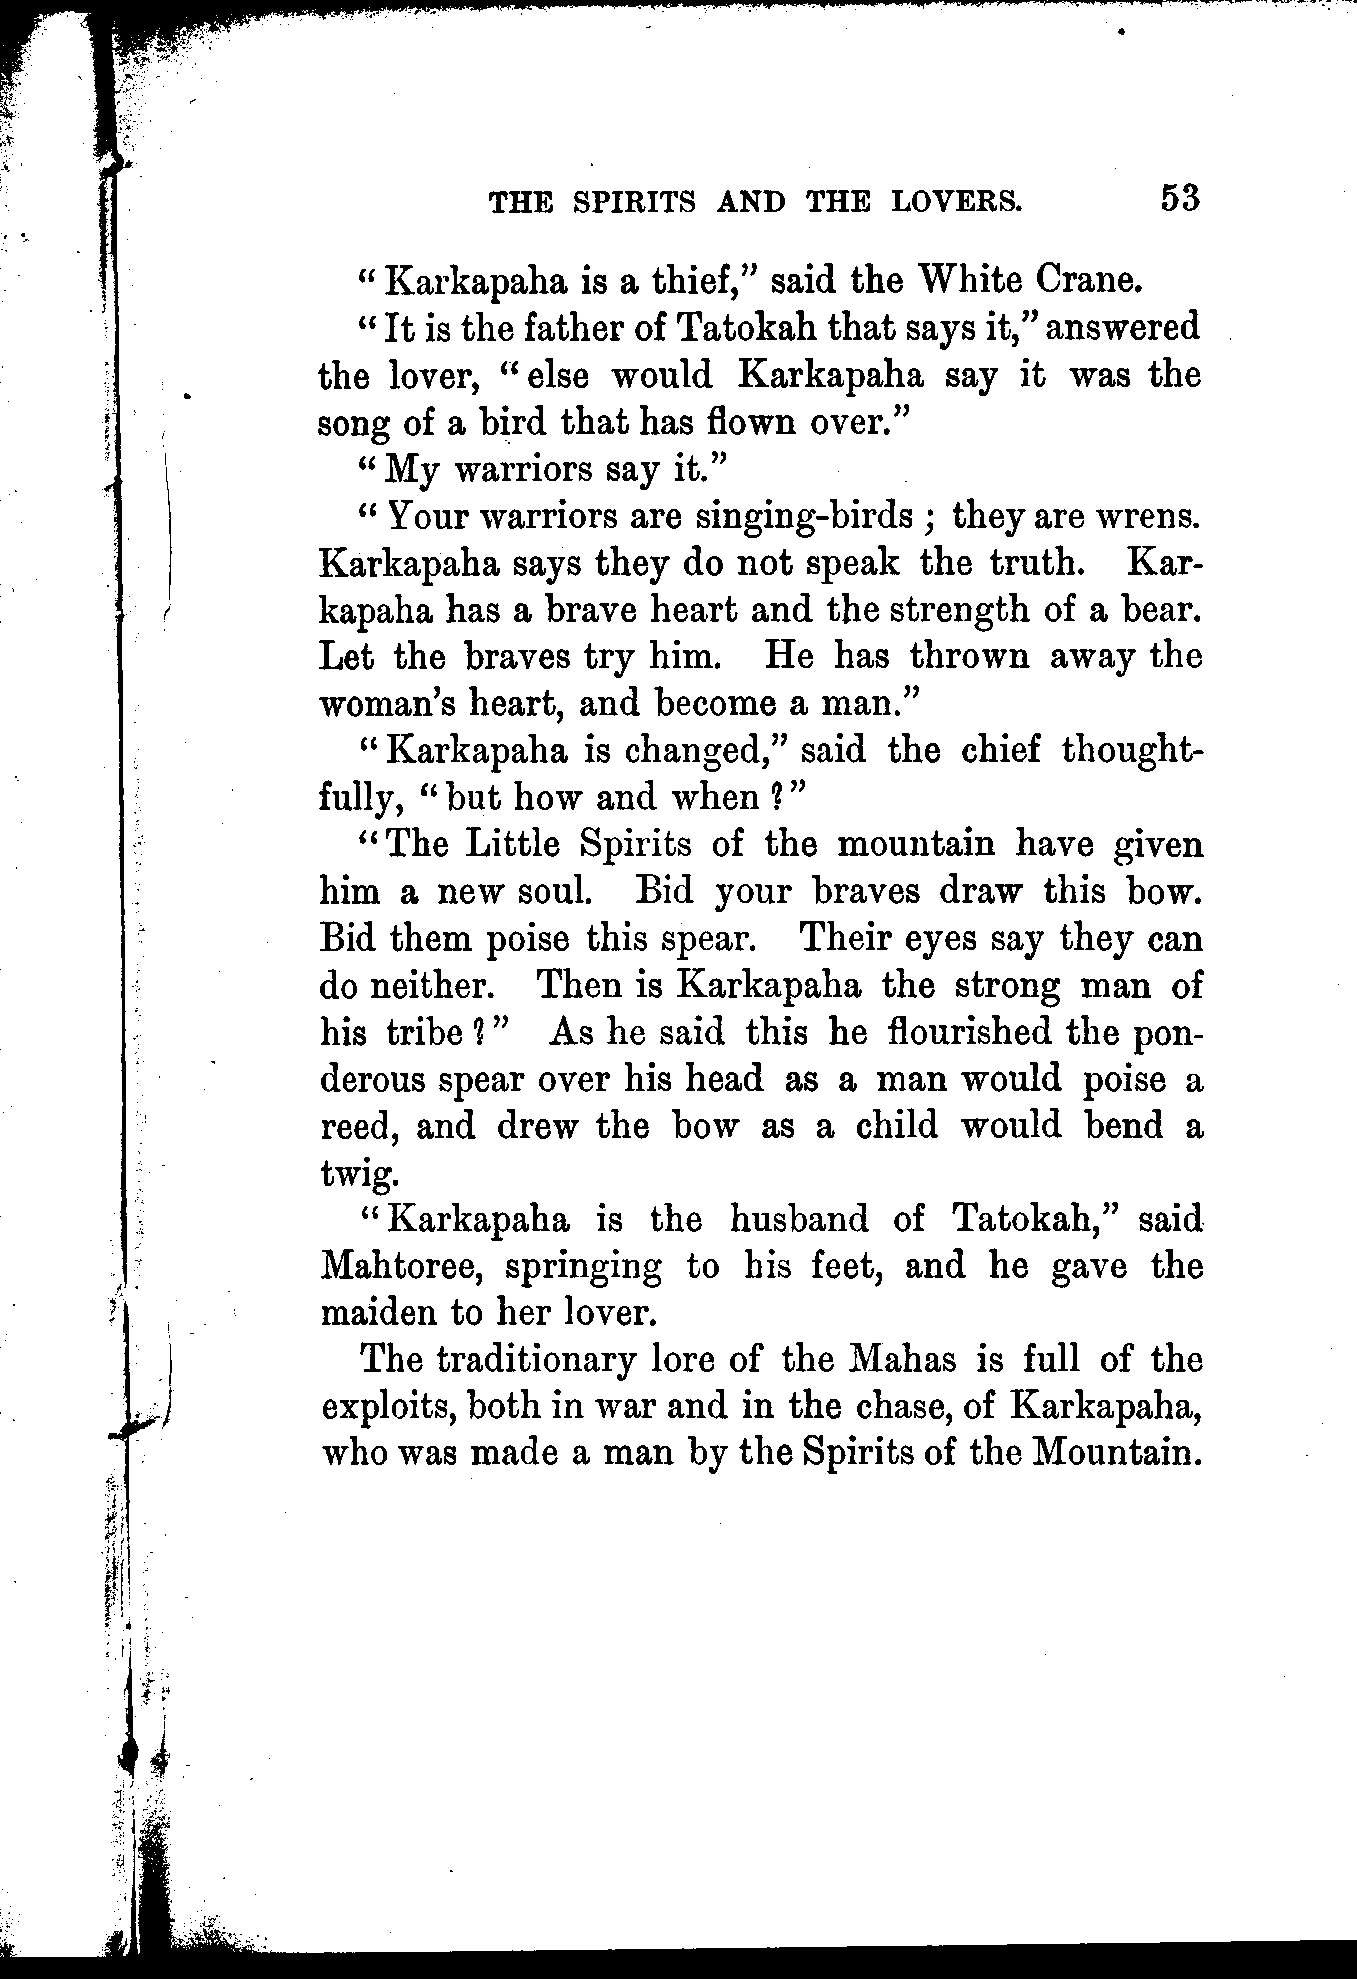 THE SPIRITS AND THE LOVERS. 53
"Karkapaha is a thief," said the White Crane.
"It is the father of Tatokah that says it," answered
the lover, "else would Karkapaha say it was the
song of a bird that has flown over."
"My warriors say it."
"Your warriors are singing-birds; they are wrens.
Karkapaha says they do not speak the truth. Kar-
kapaha has a brave heart and the strength of a bear.
Let the braves try him. He has thrown away the
woman's heart, and become a man."
"Karkapaha is changed," said the chief thought-
fully, "but how and when?"
"The Little Spirits of the mountain have given
him a new soul. Bid your braves draw this bow.
Bid them poise this spear. Their eyes say they can
do neither. Then is Karkapaha the strong man of
his tribe?" As he said this he flourished the pon-
derous spear over his head as a man would poise a
reed, and drew the bow as a child would bend a
twig.
"Karkapaha is the husband of Tatokah," said
Mahtoree, springing to his feet, and he gave the
maiden to her lover.
The traditionary lore of the Mahas is full of the
exploits, both in war and in the chase, of Karkapaha,
who was made a man by the Spirits of the Mountain.